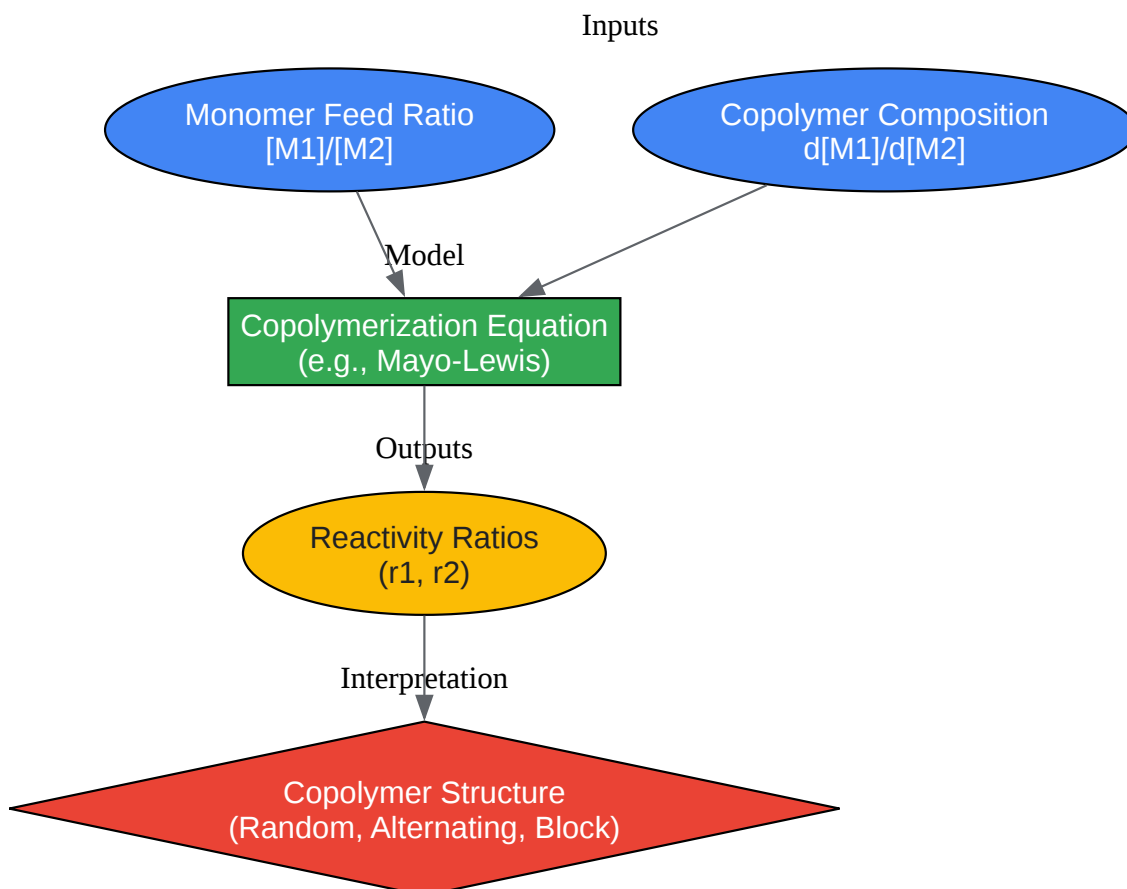 Inputs
Monomer Feed Ratio
[M1]/[M2]
Copolymer Composition
d[M1]/d[M2]
Model
Copolymerization Equation
(e.g., Mayo-Lewis)
Outputs
Reactivity Ratios
(r1, r2)
Interpretation
Copolymer Structure
(Random, Alternating, Block)